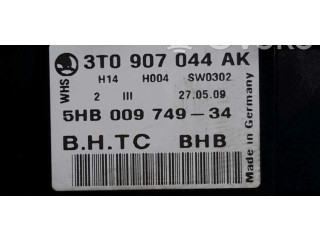 WHS
3T0 907 044 AK
H14 H004 SW0302
2 III 27.05.09
5HB 009 749-34
B.H.TC BHB
Made in Germany